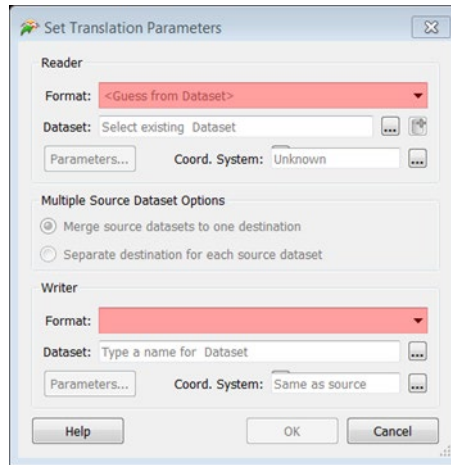 Set Translation Parameters
Reader
Format: <Guess from Dataset>
Dataset: Select existing Dataset ...
Parameters... Coord. System: Unknown ...
Multiple Source Dataset Options
Merge source datasets to one destination
Separate destination for each source dataset
Writer
Format:
Dataset: Type a name for Dataset ...
Parameters... Coord. System: Same as source ...
Help OK Cancel